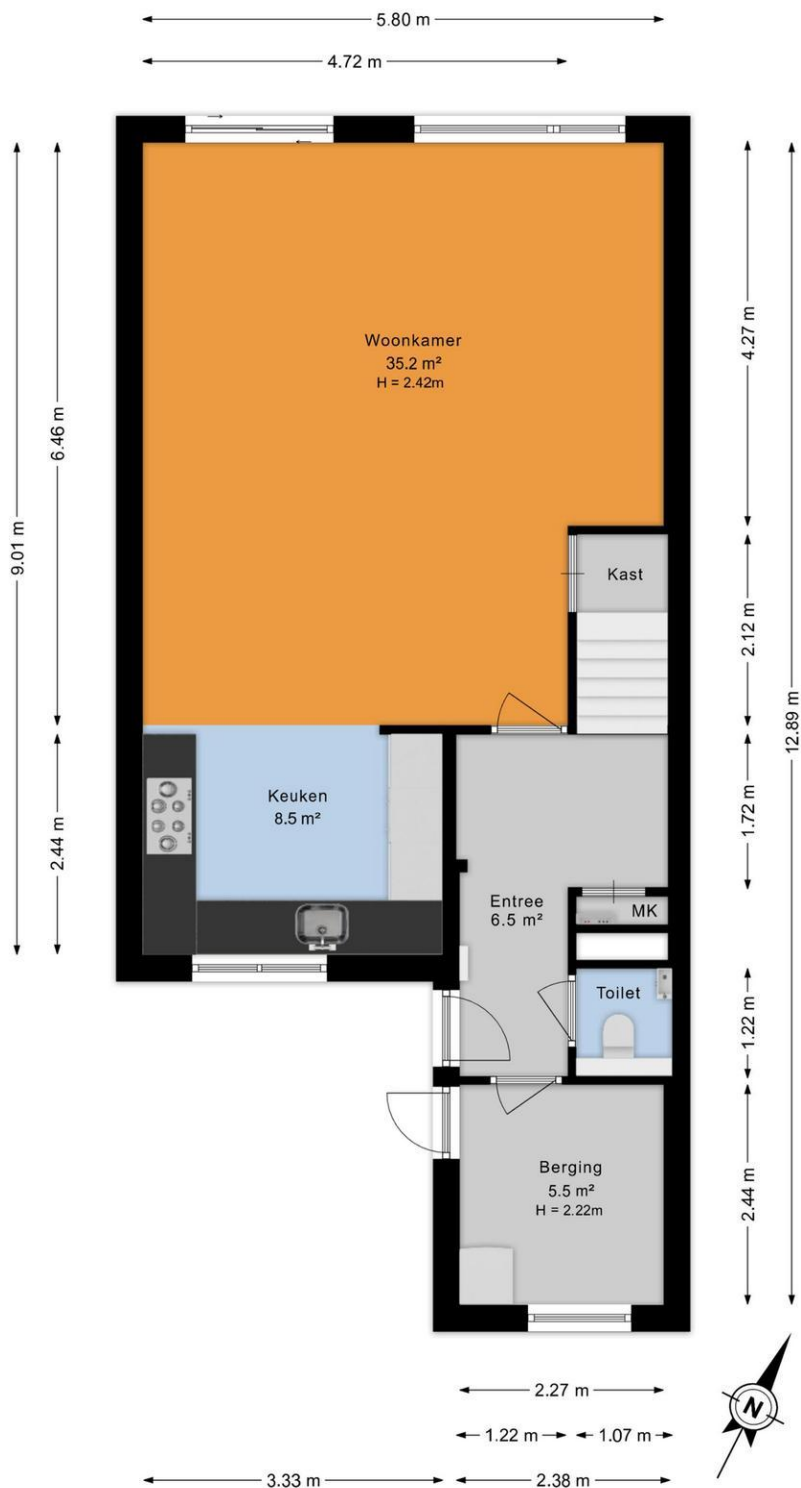 5.80 m
4.72 m
Woonkamer
35.2 m²
H = 2.42m
4.27 m
6.46 m
9.01 m
Kast
2.12 m
12.89 m
Keuken
8.5 m²
1.72 m
2.44 m
Entree
6.5 m²
MK
Toilet
1.22 m
Berging
5.5 m²
H = 2.22m
2.44 m
2.27 m
N
1.22 m
1.07 m
3.33 m
2.38 m